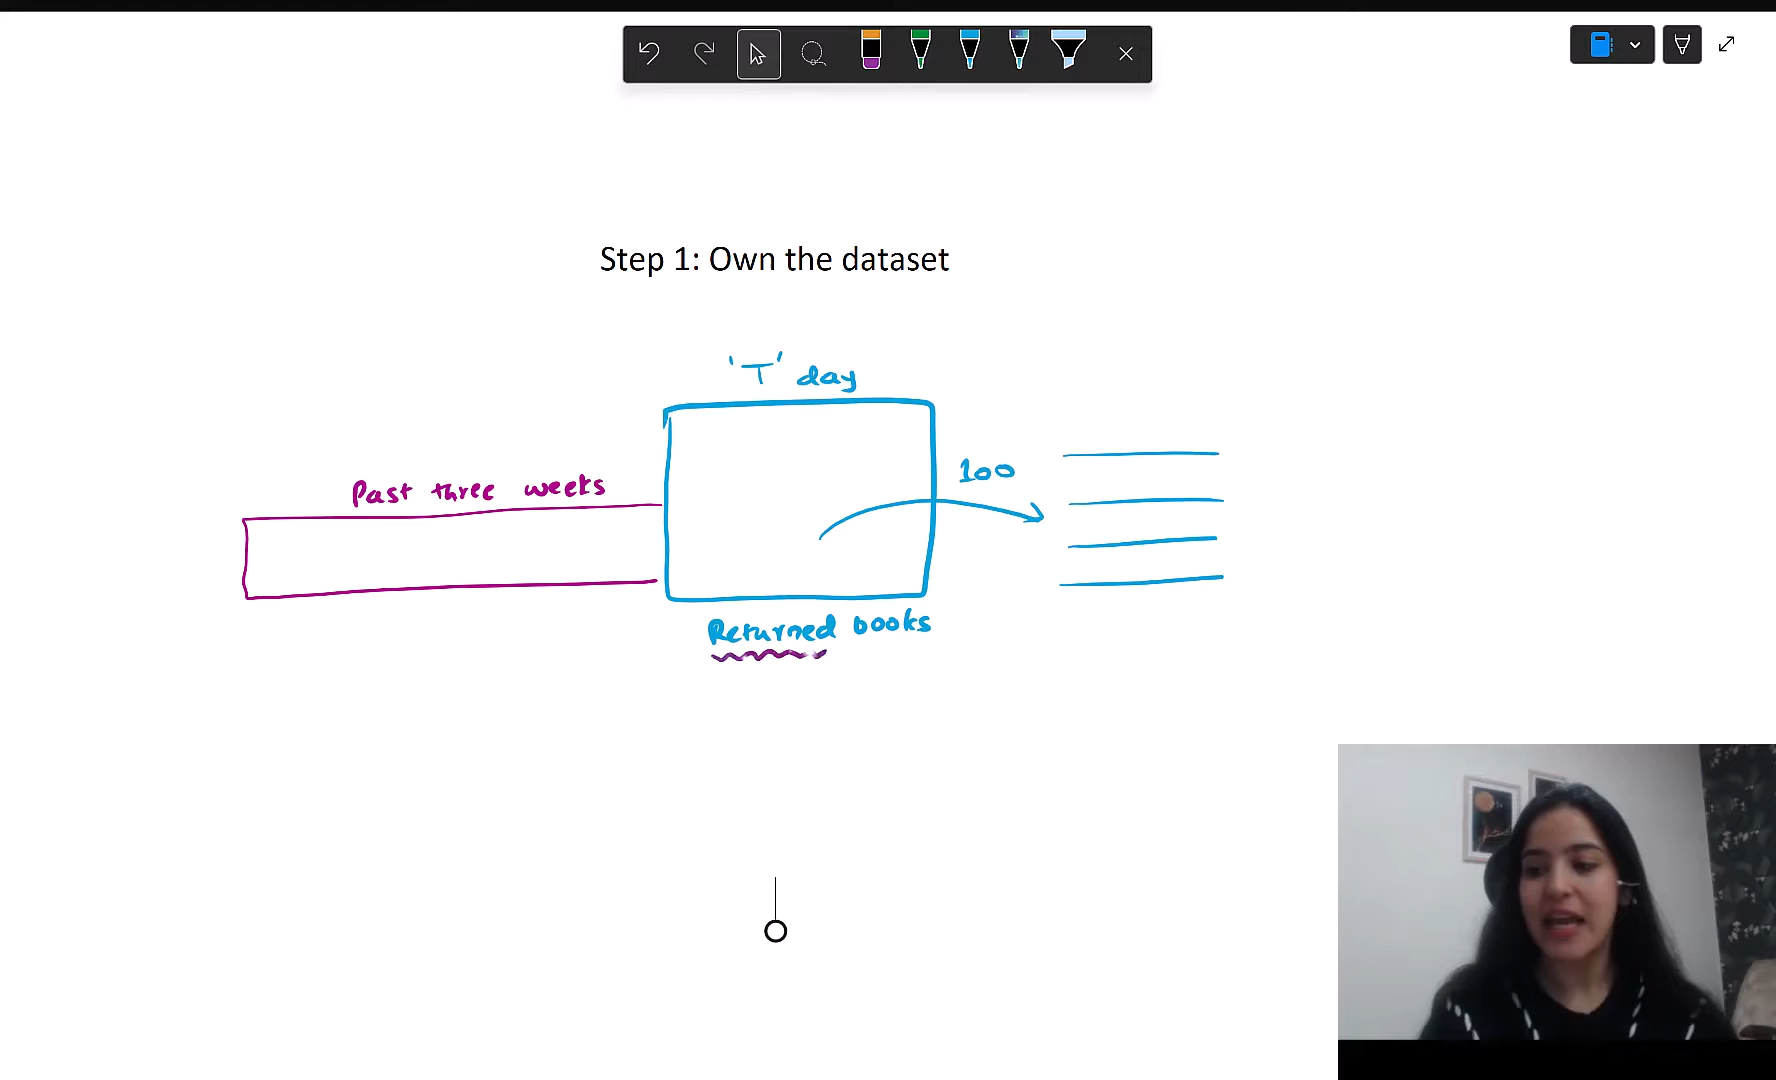 Step 1: Own the dataset
'T' day
100
Past three weeks
Returned books